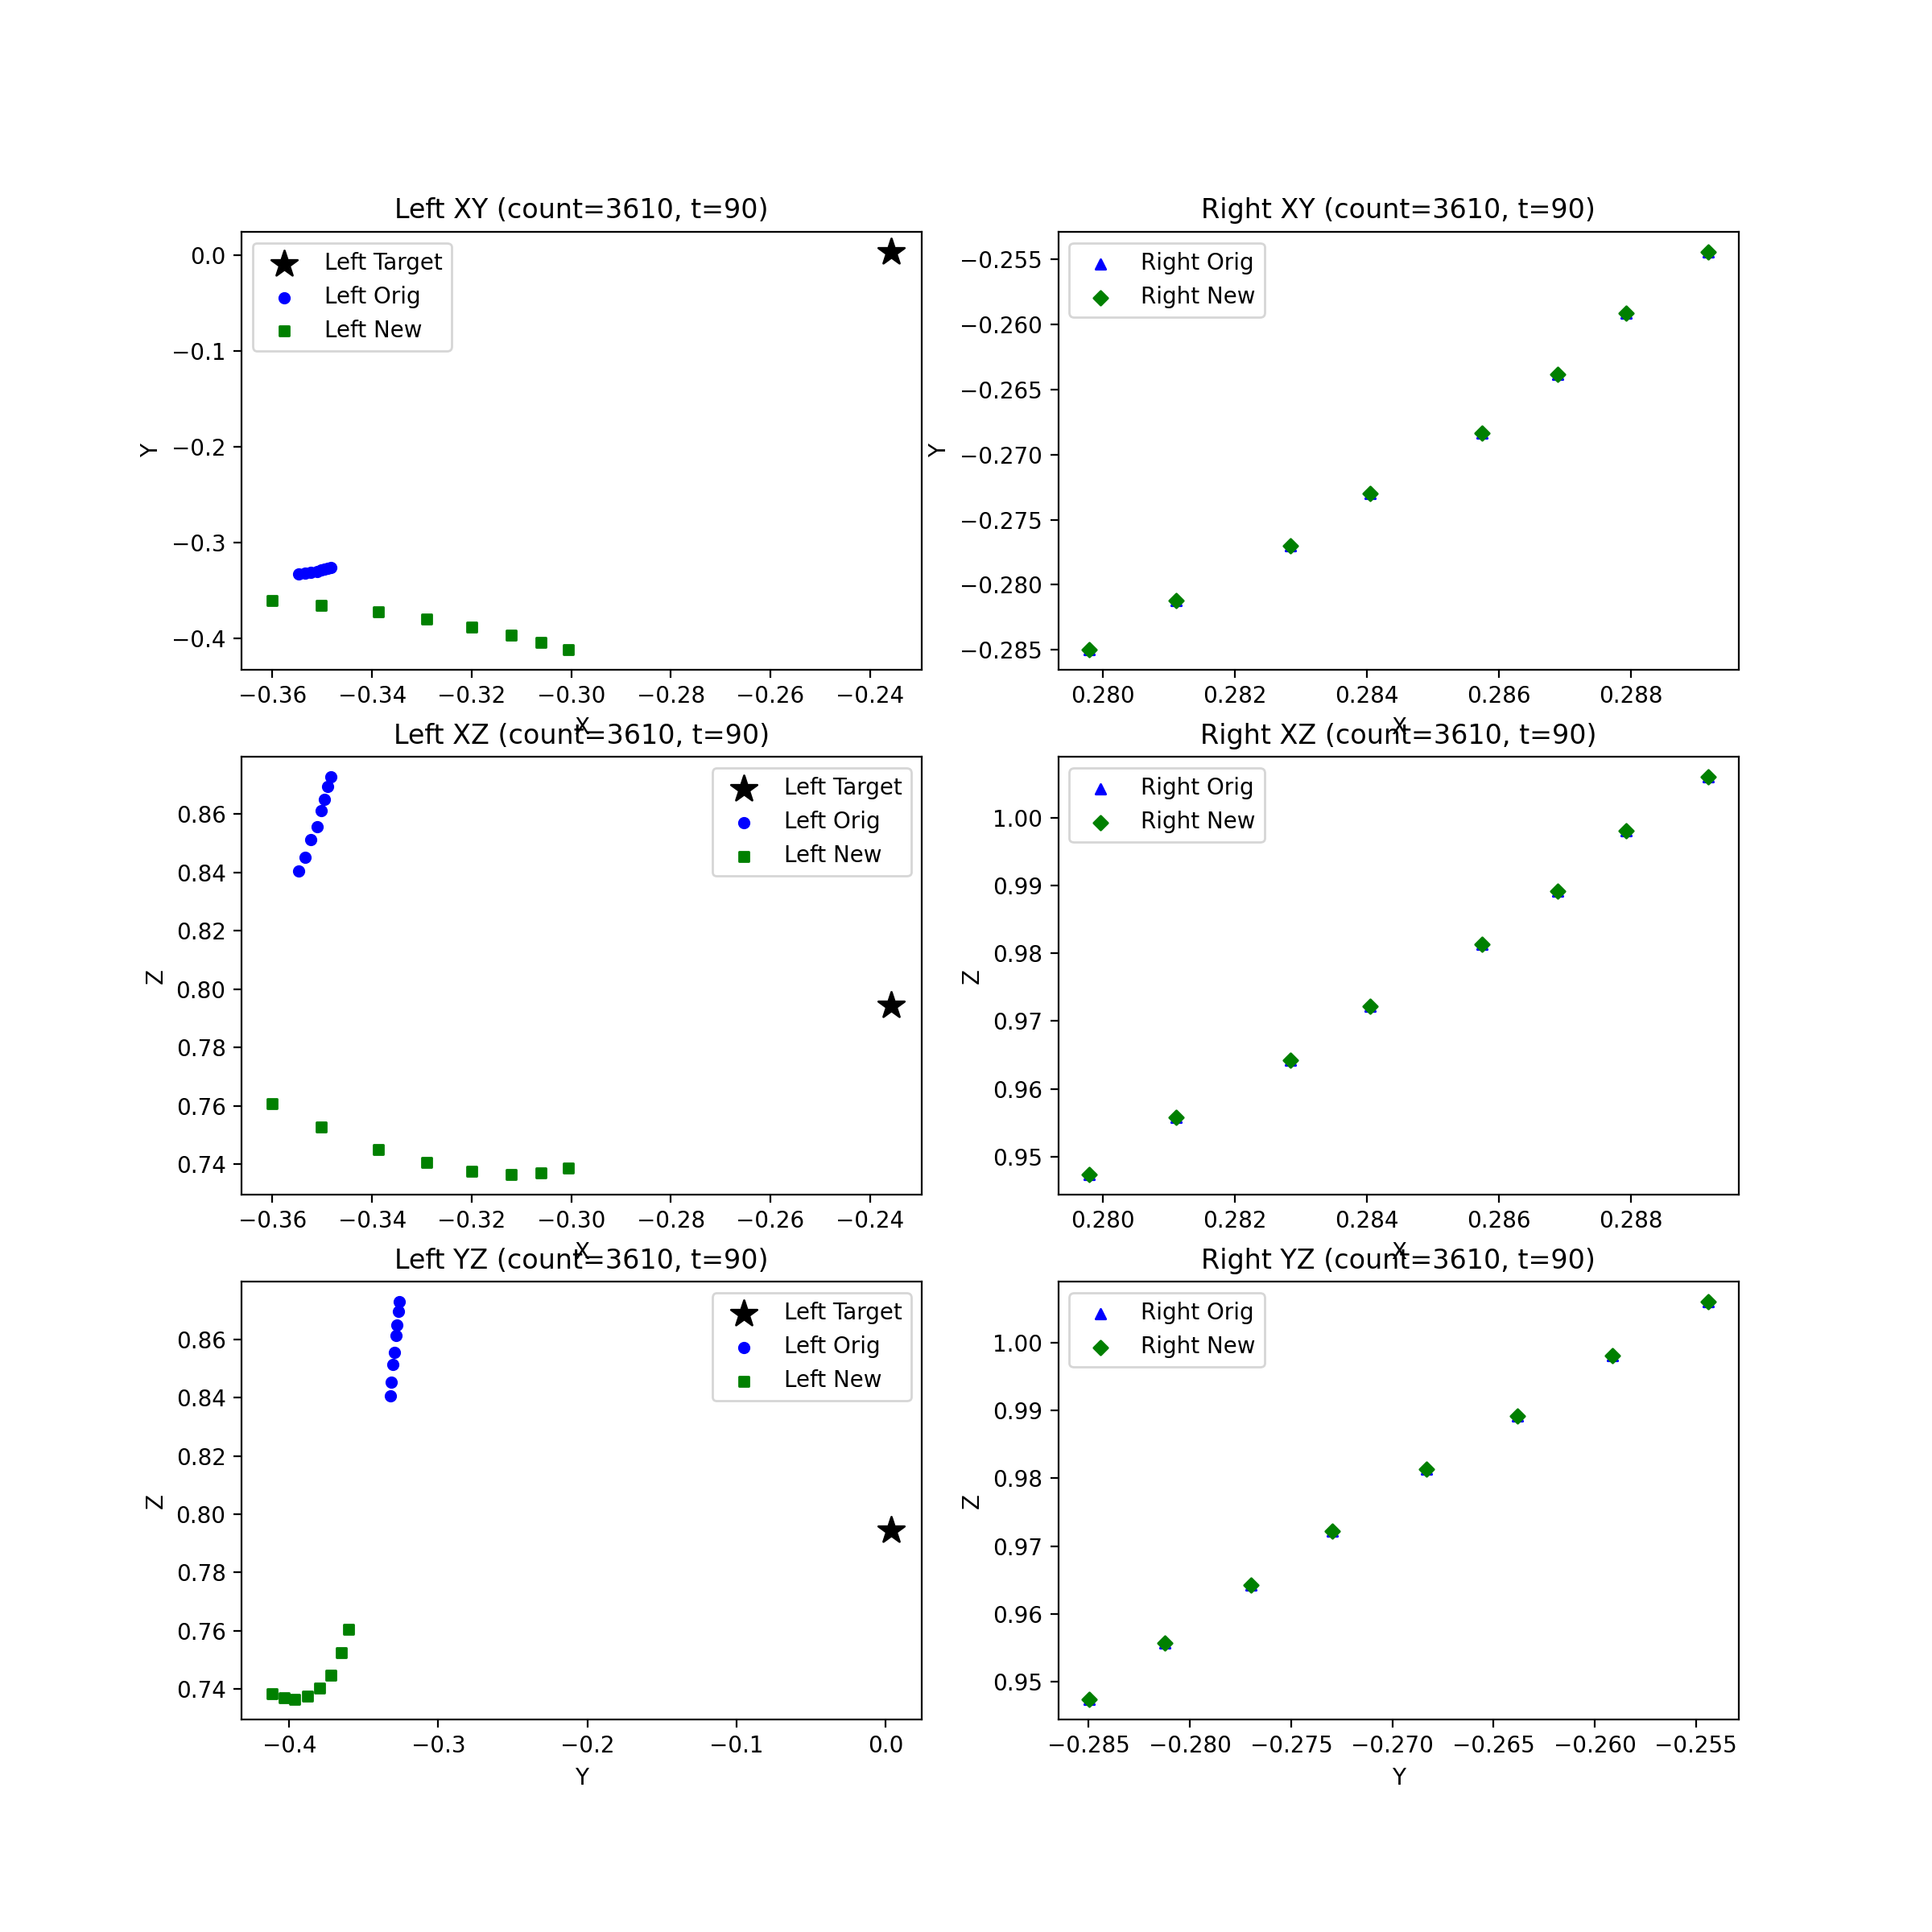 Left XY (count=3610, t=90)
Left Target
Left Orig
Left New
0.0
−0.1
−0.2
−0.3
−0.4
Y
−0.36 −0.34 −0.32 −0.30 −0.28 −0.26 −0.24
X
Right XY (count=3610, t=90)
Right Orig
Right New
−0.255
−0.260
−0.265
−0.270
−0.275
−0.280
−0.285
Y
0.280 0.282 0.284 0.286 0.288
X
Left XZ (count=3610, t=90)
Left Target
Left Orig
Left New
0.86
0.84
0.82
0.80
0.78
0.76
0.74
Z
−0.36 −0.34 −0.32 −0.30 −0.28 −0.26 −0.24
X
Right XZ (count=3610, t=90)
Right Orig
Right New
1.00
0.99
0.98
0.97
0.96
0.95
Z
0.280 0.282 0.284 0.286 0.288
X
Left YZ (count=3610, t=90)
Left Target
Left Orig
Left New
0.86
0.84
0.82
0.80
0.78
0.76
0.74
Z
−0.4 −0.3 −0.2 −0.1 0.0
Y
Right YZ (count=3610, t=90)
Right Orig
Right New
1.00
0.99
0.98
0.97
0.96
0.95
Z
−0.285 −0.280 −0.275 −0.270 −0.265 −0.260 −0.255
Y